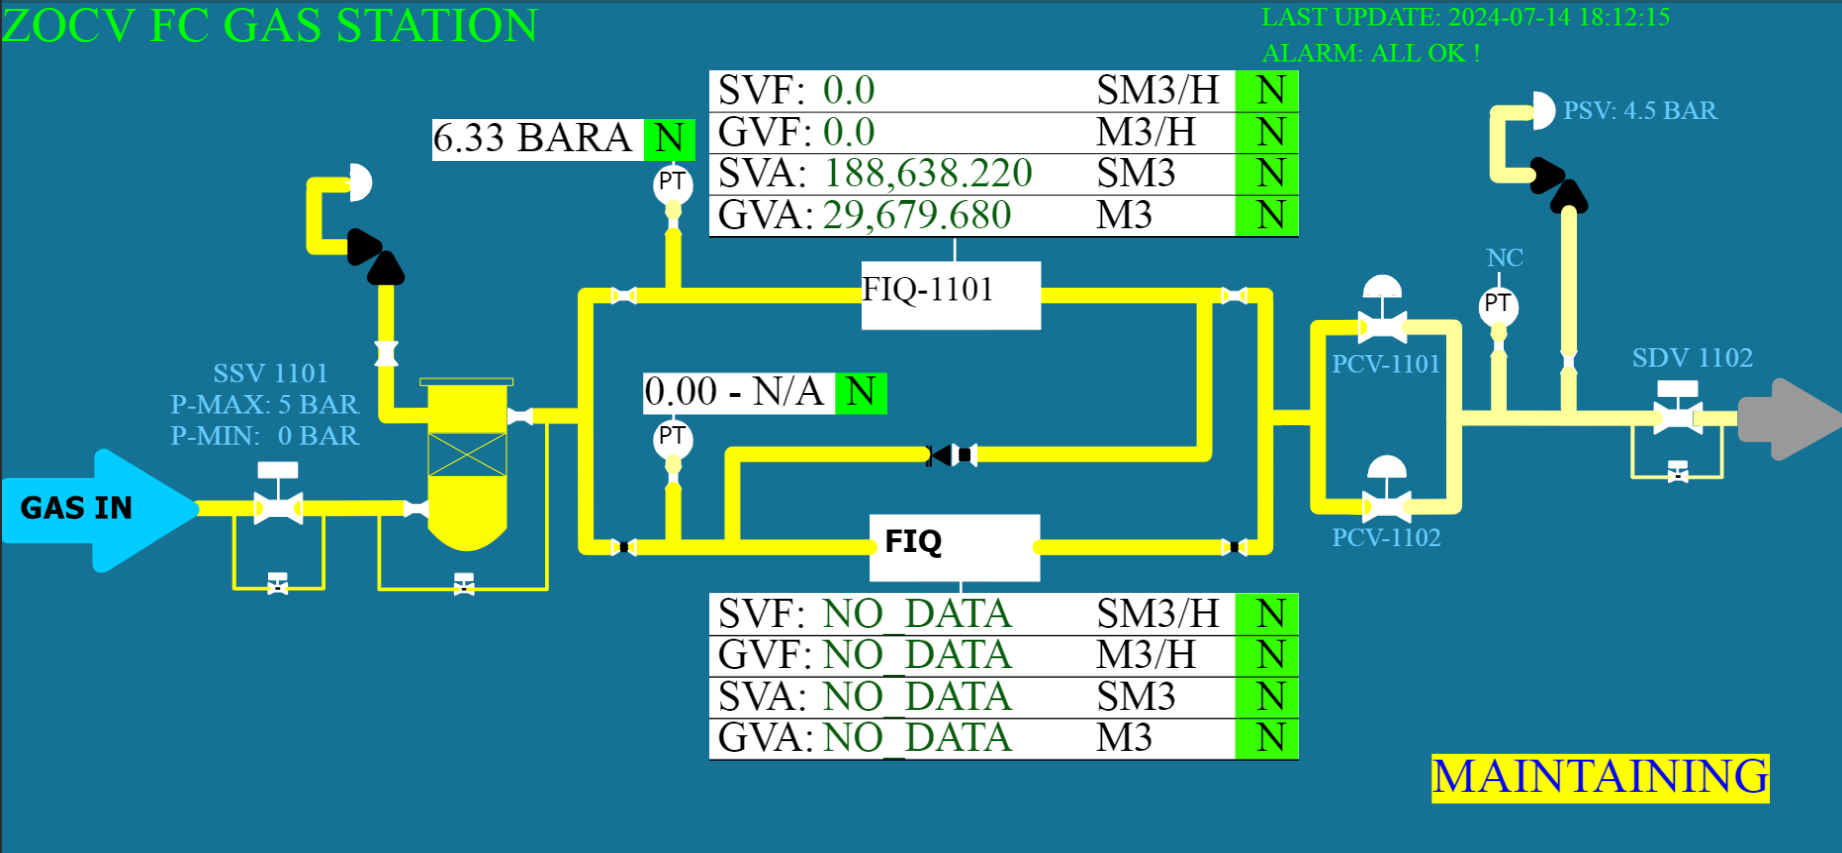 ZOCV FC GAS STATION
LAST UPDATE: 2024-07-14 18:12:15
ALARM: ALL OK !
SVF: 0.0 SM3/H N
GVF: 0.0 M3/H N
SVA: 188,638.220 SM3 N
GVA: 29,679.680 M3 N
6.33 BARA N
PT
PSV: 4.5 BAR
FIQ-1101
NC
PT
PCV-1101
SDV 1102
SSV 1101
P-MAX: 5 BAR
P-MIN: 0 BAR
0.00 - N/A N
PT
GAS IN
FIQ
PCV-1102
SVF: NO_DATA SM3/H N
GVF: NO_DATA M3/H N
SVA: NO_DATA SM3 N
GVA: NO_DATA M3 N
MAINTAINING